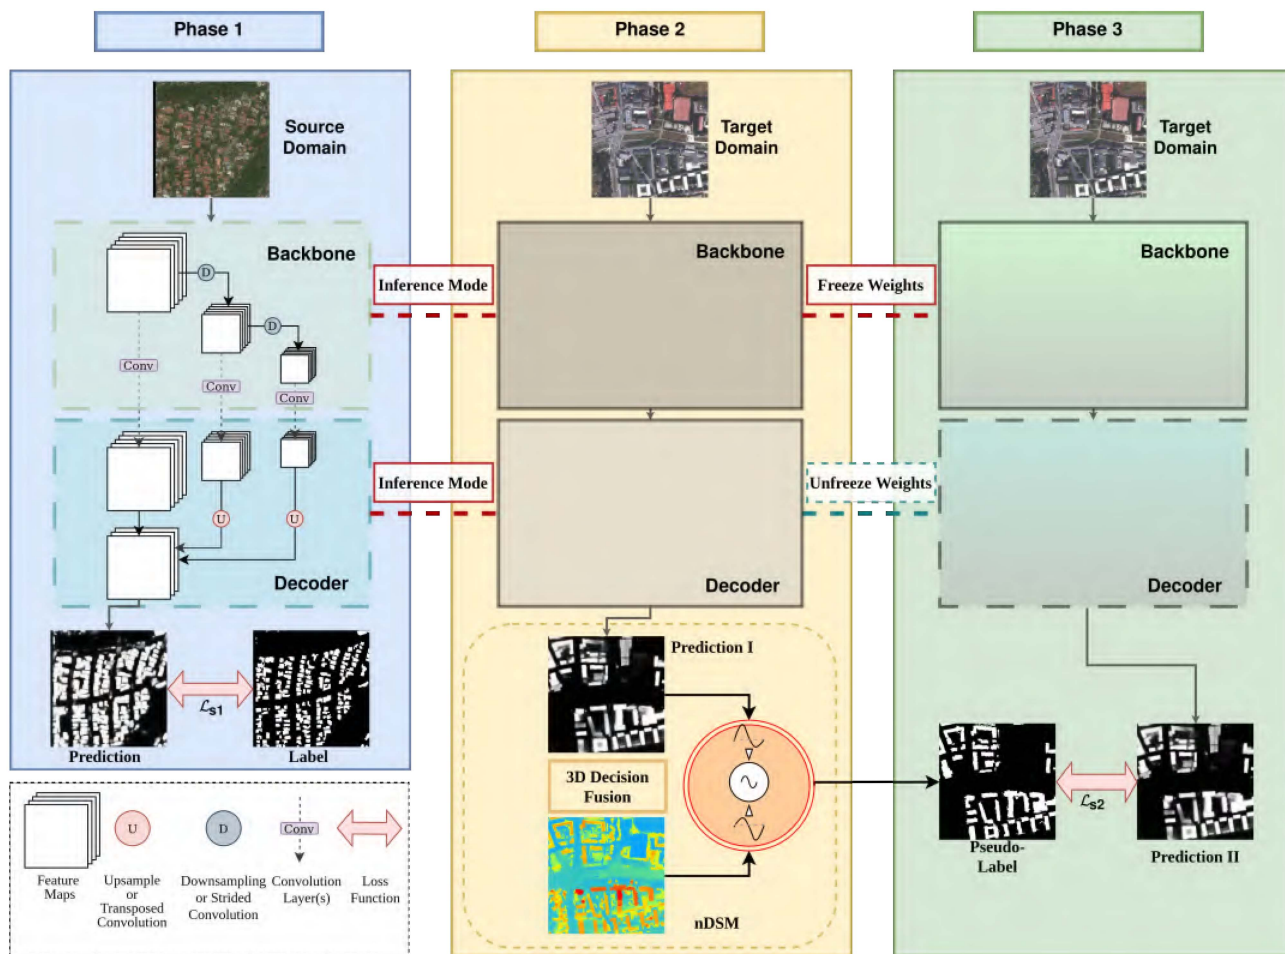 Phase 1
Phase 2
Phase 3
Source
Domain
Target
Domain
Target
Domain
Backbone
Backbone
Backbone
D
D
Inference Mode
Freeze Weights
Conv
Conv
Conv
Inference Mode
Unfreeze Weights
U
U
Decoder
Decoder
Decoder
Prediction I
ℒs1
Prediction
Label
3D Decision
Fusion
nDSM
ℒs2
Pseudo-
Label
Prediction II
U
D
Conv
Feature
Maps
Upsample
or
Transposed
Convolution
Downsampling
or Strided
Convolution
Convolution
Layer(s)
Loss
Function